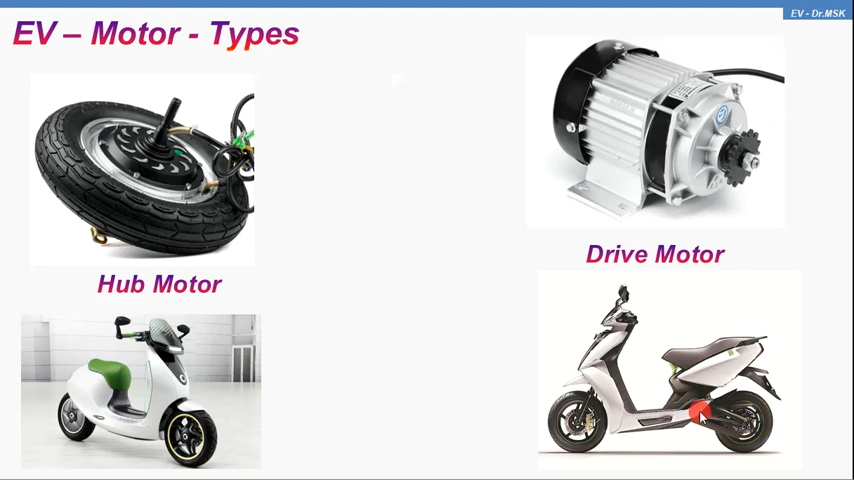 EV - Dr.MSK
EV – Motor - Types
Hub Motor
Drive Motor